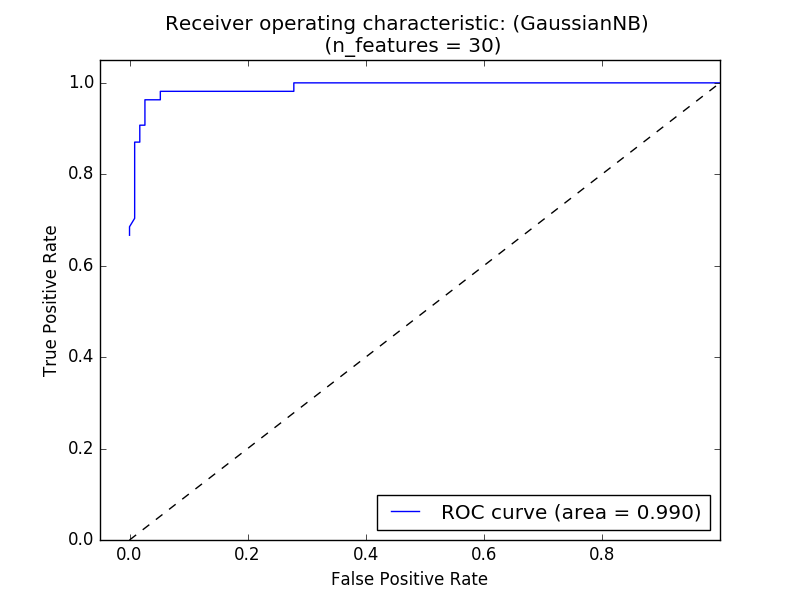 Receiver operating characteristic: (GaussianNB)
(n_features = 30)
1.0
0.8
0.6
0.4
0.2
0.0
True Positive Rate
ROC curve (area = 0.990)
0.0 0.2 0.4 0.6 0.8
False Positive Rate